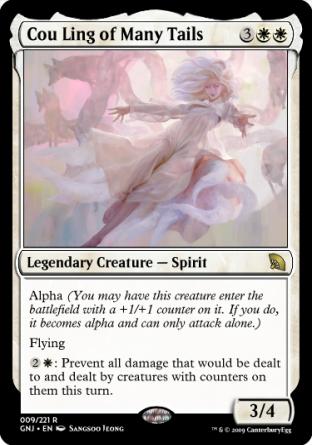 Cou Ling of Many Tails 3
Legendary Creature — Spirit
Alpha (You may have this creature enter the
battlefield with a +1/+1 counter on it. If you do,
it becomes alpha and can only attack alone.)
Flying
2 : Prevent all damage that would be dealt
to and dealt by creatures with counters on
them this turn.
3/4
009/221 R
GNJ • EN Sangsoo Jeong
™ & © 2019 CanterburyEgg